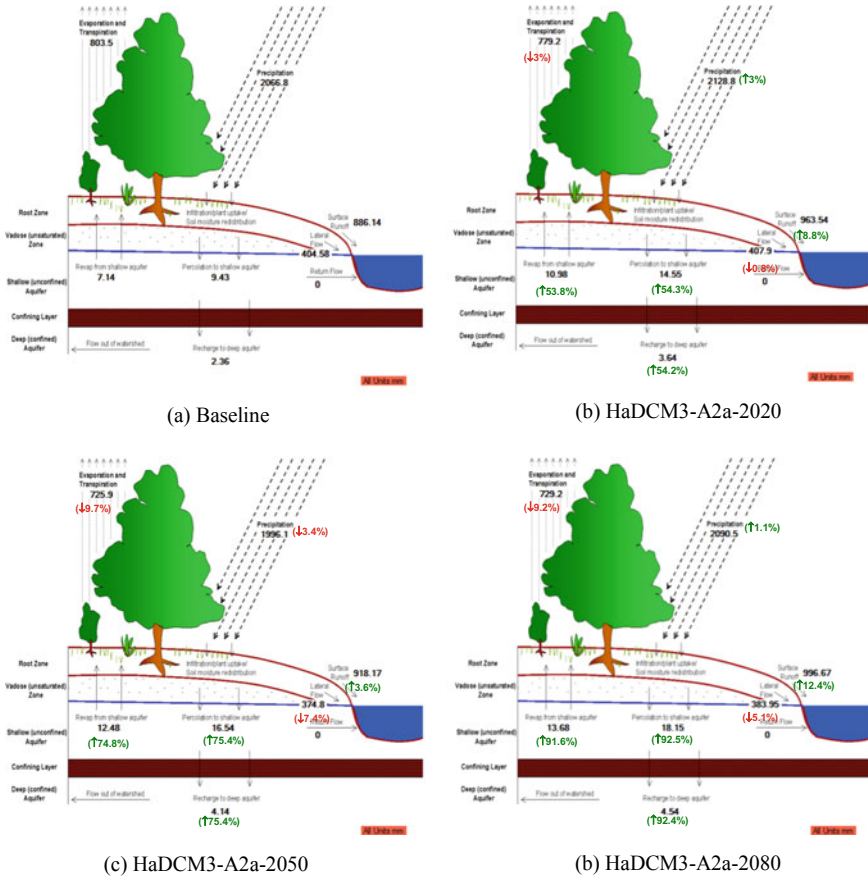 Evaporation and
Transpiration
803.5
Precipitation
2066.8
Root Zone
Infiltration/plant uptake/
Soil moisture redistribution
Surface
Runoff
886.14
Vadose (unsaturated)
Zone
Lateral
Flow
404.58
Revap from shallow aquifer
7.14
Percolation to shallow aquifer
9.43
Return Flow
0
Shallow (unconfined)
Aquifer
Confining Layer
Deep (confined)
Aquifer
Flow out of watershed
Recharge to deep aquifer
2.36
All Units mm
(a) Baseline
Evaporation and
Transpiration
779.2
(↓3%)
Precipitation
2128.8 (↑3%)
Root Zone
Infiltration/plant uptake/
Soil moisture redistribution
Surface
Runoff
963.54
(↑8.8%)
Vadose (unsaturated)
Zone
Lateral
Flow
407.9
(↓0.8%)
Revap from shallow aquifer
10.98
(↑53.8%)
Percolation to shallow aquifer
14.55
(↑54.3%)
Flow
0
Shallow (unconfined)
Aquifer
Confining Layer
Deep (confined)
Aquifer
Flow out of watershed
Recharge to deep aquifer
3.64
(↑54.2%)
All Units mm
(b) HaDCM3-A2a-2020
Evaporation and
Transpiration
725.9
(↓9.7%)
Precipitation
1996.1 (↓3.4%)
Root Zone
Infiltration/plant uptake/
Soil moisture redistribution
Surface
Runoff
918.17
(↑3.6%)
Vadose (unsaturated)
Zone
Lateral
Flow
374.8
(↓7.4%)
Revap from shallow aquifer
12.48
(↑74.8%)
Percolation to shallow aquifer
16.54
(↑75.4%)
Flow
0
Shallow (unconfined)
Aquifer
Confining Layer
Deep (confined)
Aquifer
Flow out of watershed
Recharge to deep aquifer
4.14
(↑75.4%)
All Units mm
(c) HaDCM3-A2a-2050
Evaporation and
Transpiration
729.2
(↓9.2%)
Precipitation
2090.5 (↑1.1%)
Root Zone
Infiltration/plant uptake/
Soil moisture redistribution
Surface
Runoff
996.67
(↑12.4%)
Vadose (unsaturated)
Zone
Lateral
Flow
383.95
(↓5.1%)
Revap from shallow aquifer
13.68
(↑91.6%)
Percolation to shallow aquifer
18.15
(↑92.5%)
Flow
0
Shallow (unconfined)
Aquifer
Confining Layer
Deep (confined)
Aquifer
Flow out of watershed
Recharge to deep aquifer
4.54
(↑92.4%)
All Units mm
(b) HaDCM3-A2a-2080